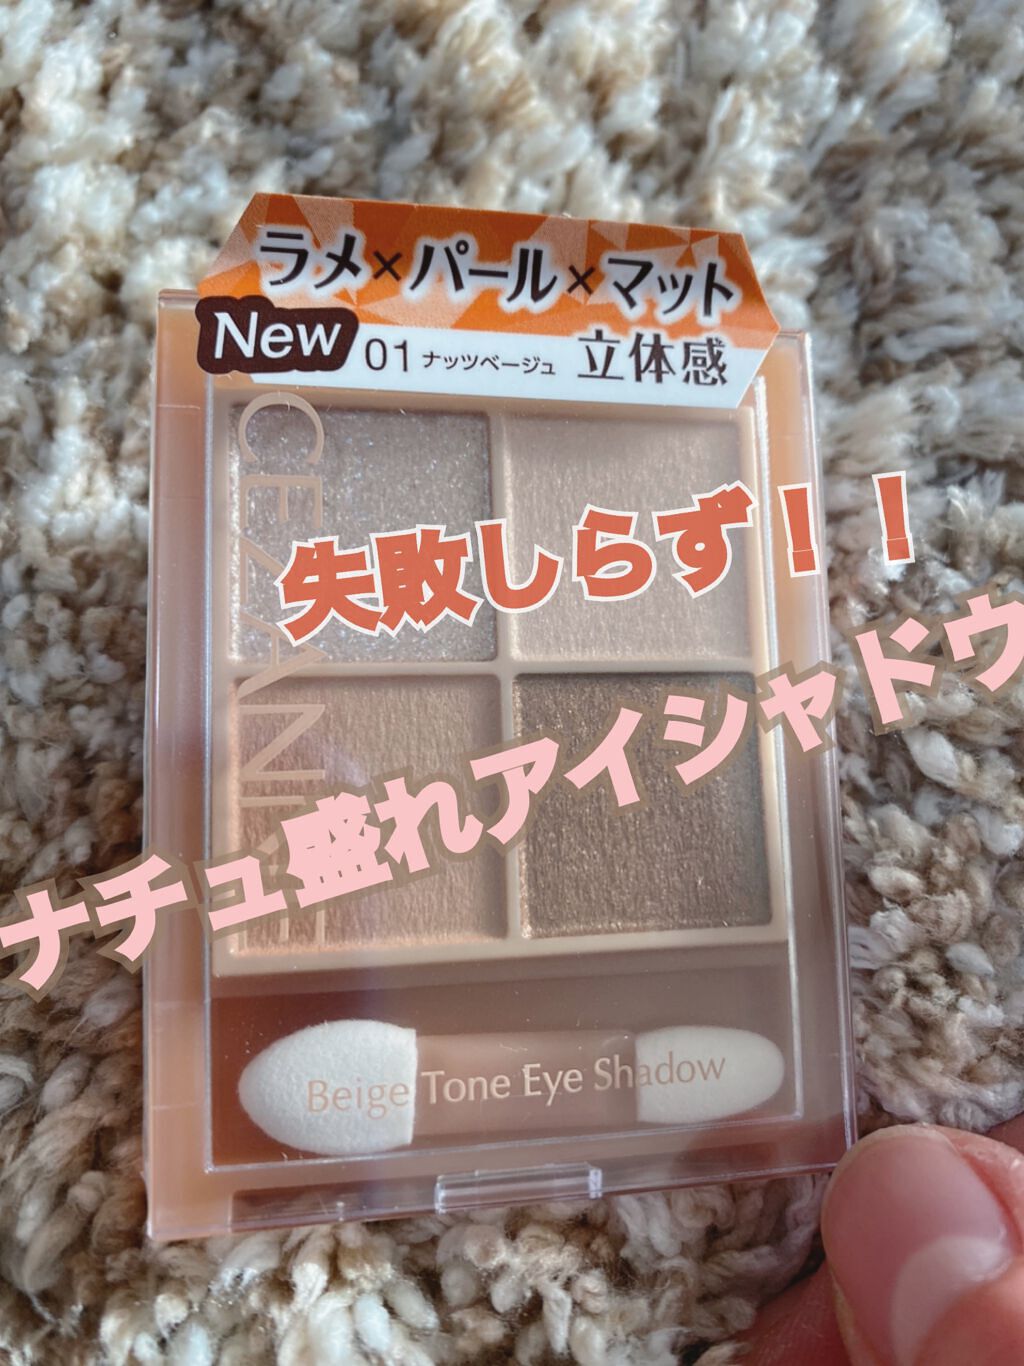 ラメ×パール×マット
New 01 ナッツベージュ 立体感
CEZANNE
失敗しらず！！
ナチュ盛れアイシャドウ
Beige Tone Eye Shadow